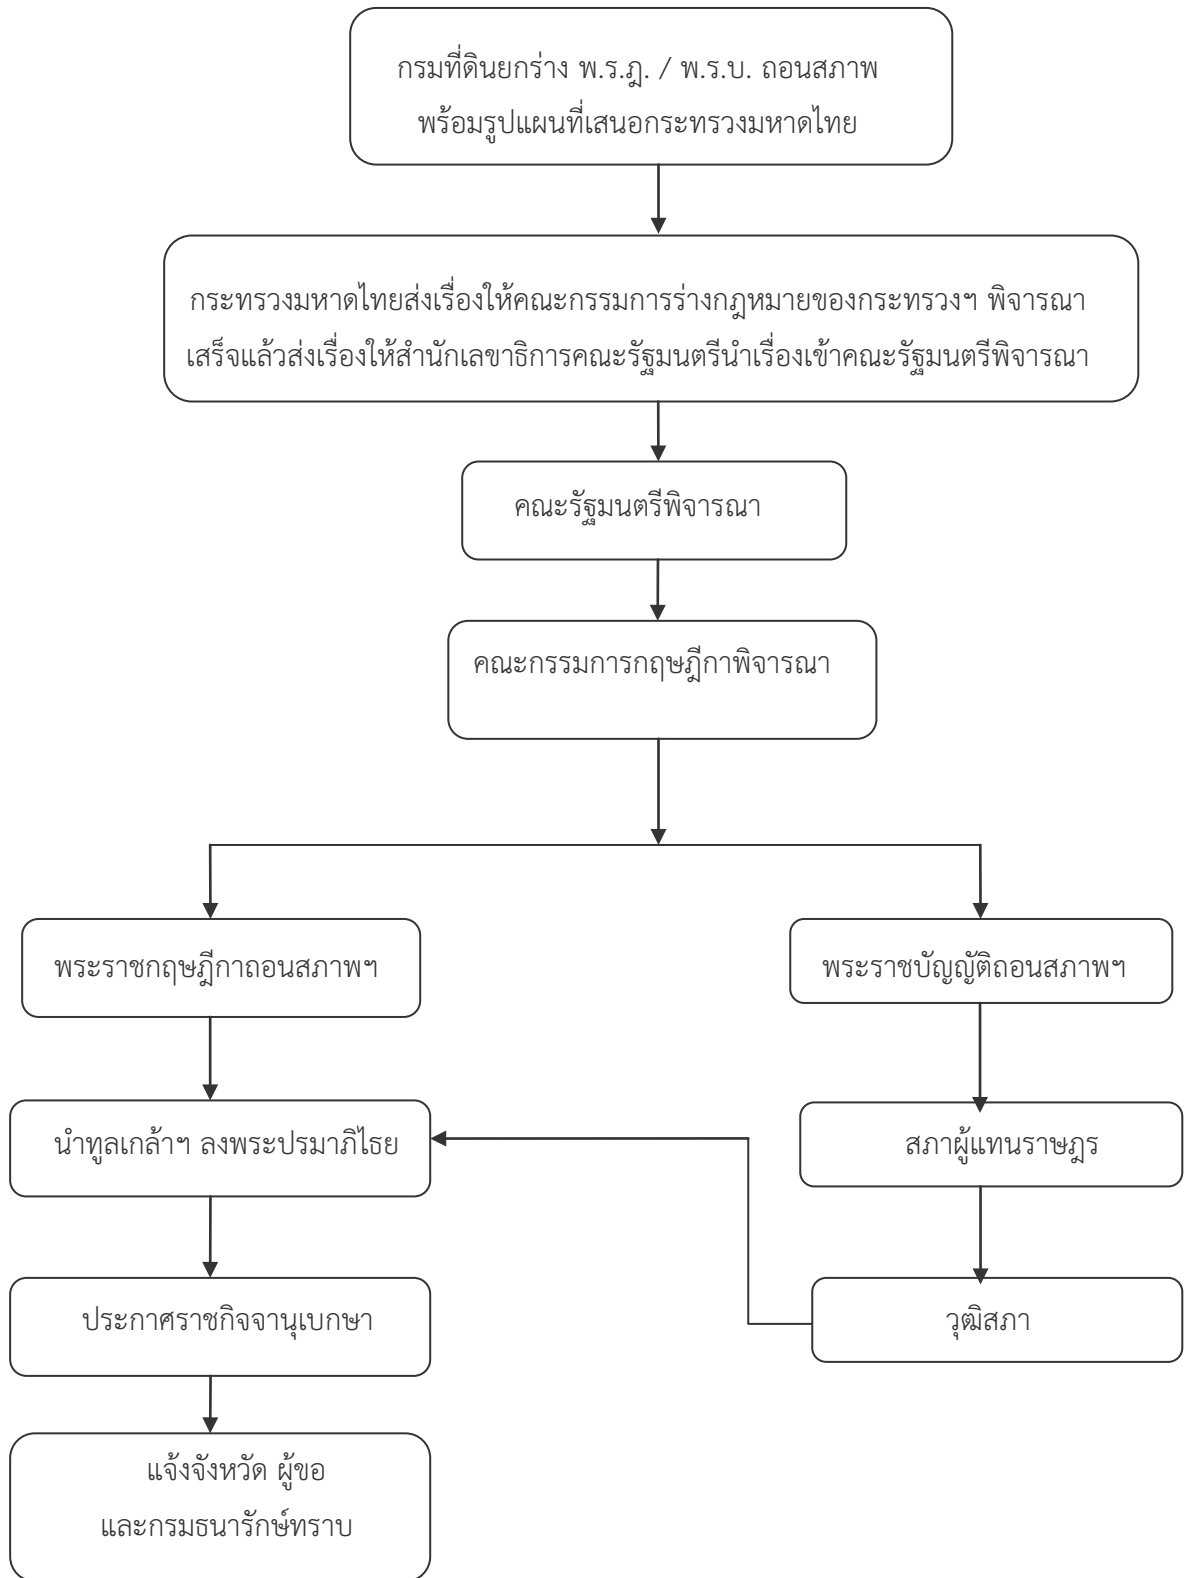 กรมที่ดินยกร่าง พ.ร.ฎ. / พ.ร.บ. ถอนสภาพ
พร้อมรูปแผนที่เสนอกระทรวงมหาดไทย
กระทรวงมหาดไทยส่งเรื่องให้คณะกรรมการร่างกฎหมายของกระทรวงฯ พิจารณา
เสร็จแล้วส่งเรื่องให้สำนักเลขาธิการคณะรัฐมนตรีนำเรื่องเข้าคณะรัฐมนตรีพิจารณา
คณะรัฐมนตรีพิจารณา
คณะกรรมการกฤษฎีกาพิจารณา
พระราชกฤษฎีกาถอนสภาพฯ
พระราชบัญญัติถอนสภาพฯ
นำทูลเกล้าฯ ลงพระปรมาภิไธย
สภาผู้แทนราษฎร
ประกาศราชกิจจานุเบกษา
วุฒิสภา
แจ้งจังหวัด ผู้ขอ
และกรมธนารักษ์ทราบ